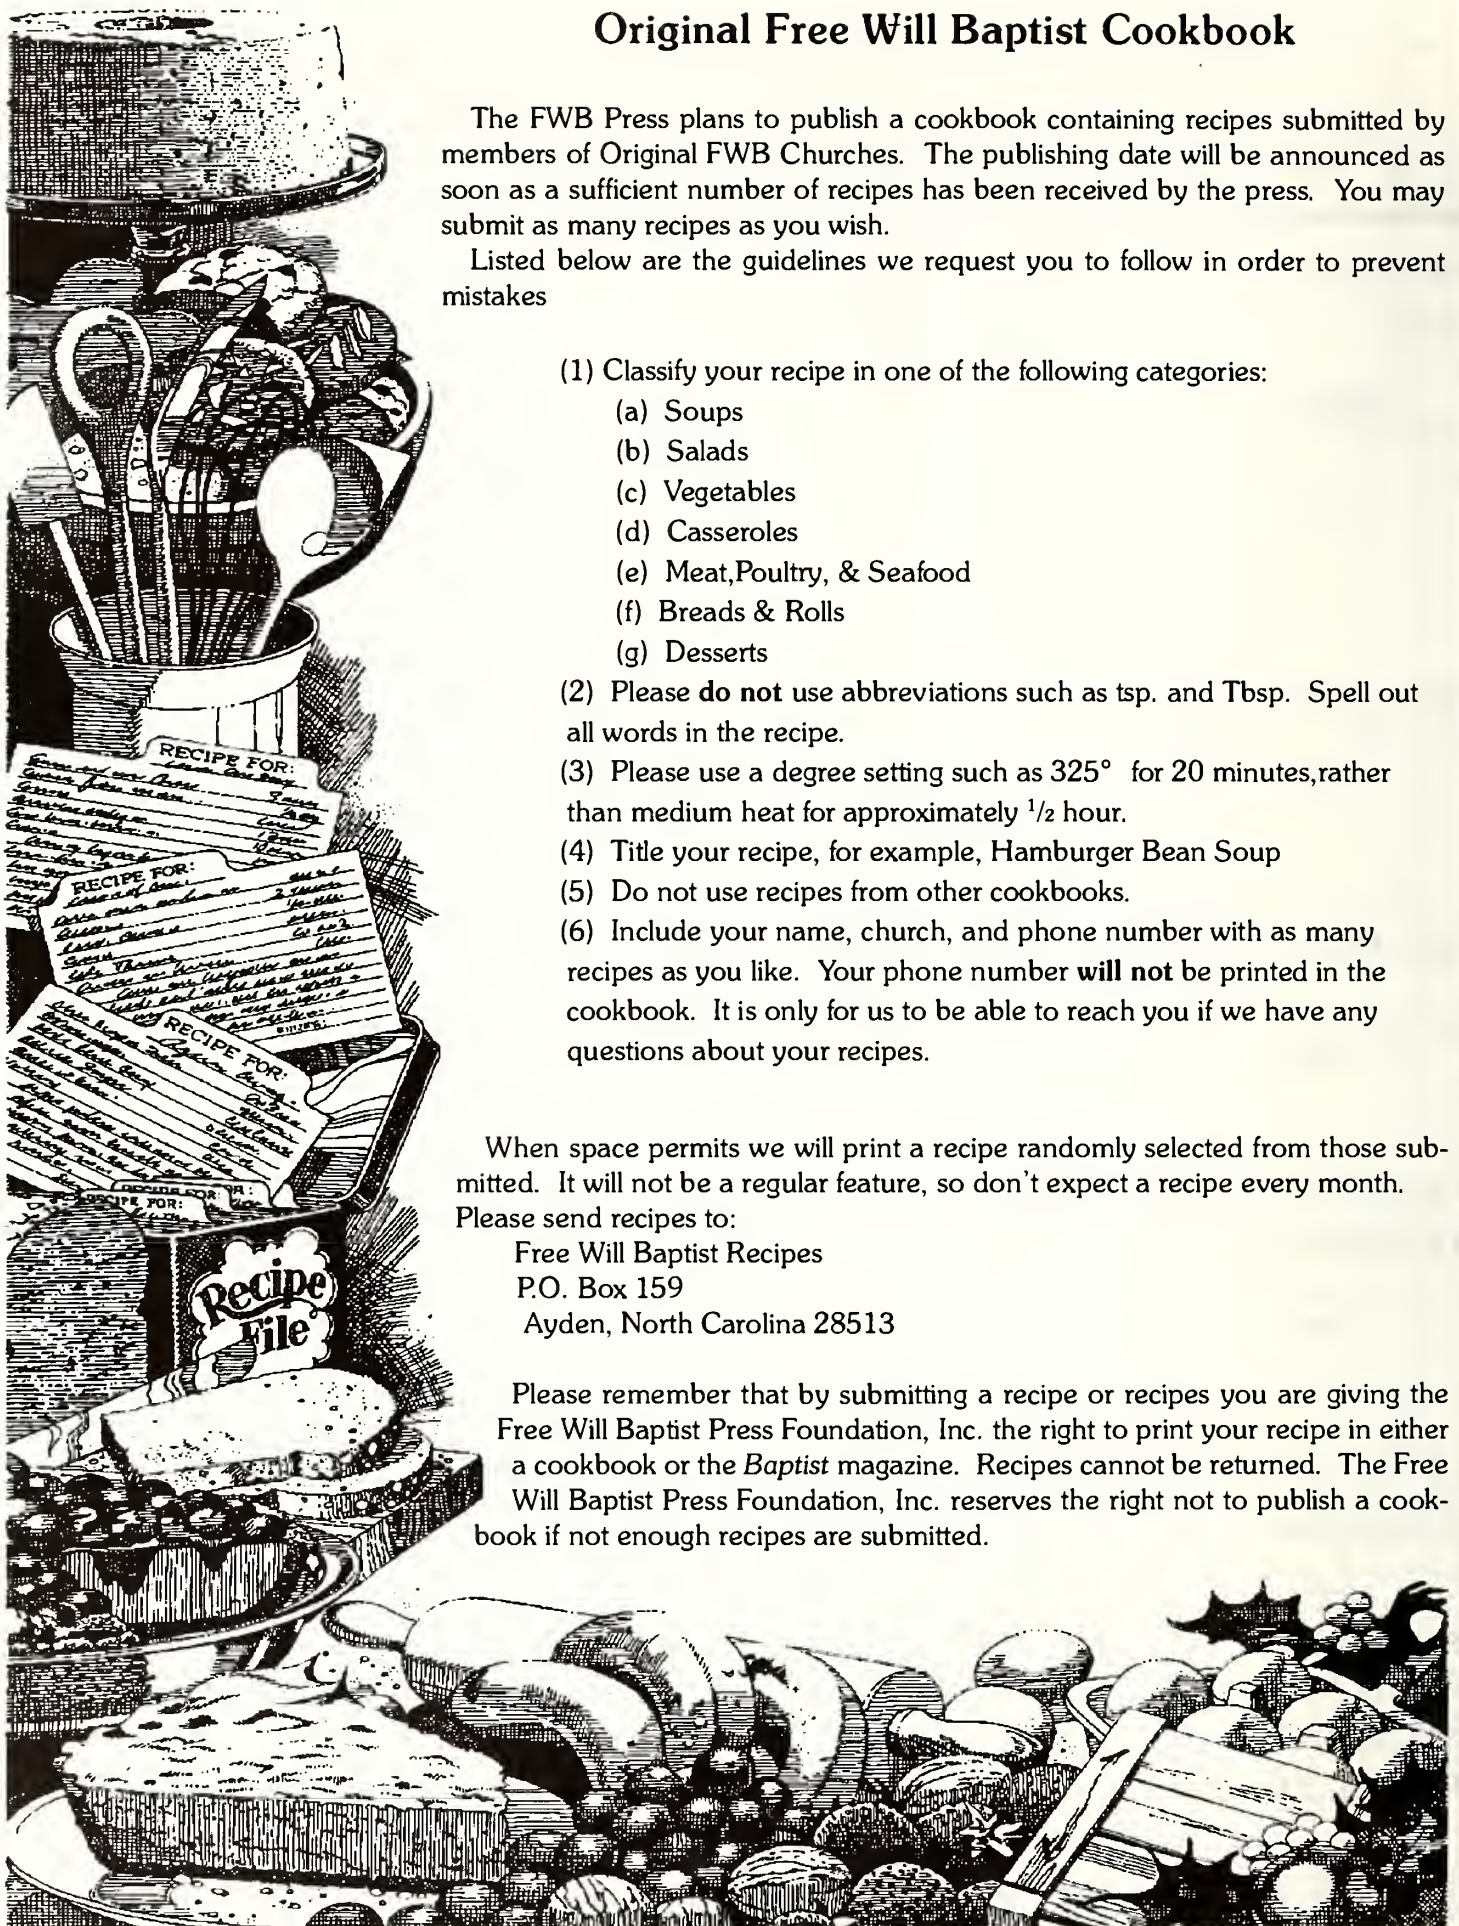 Original Free Will Baptist Cookbook
The FWB Press plans to publish a cookbook containing recipes submitted by
members of Original FWB Churches. The publishing date will be announced as
soon as a sufficient number of recipes has been received by the press. You may
submit as many recipes as you wish.
Listed below are the guidelines we request you to follow in order to prevent
mistakes
(1) Classify your recipe in one of the following categories:
(a) Soups
(b) Salads
(c) Vegetables
(d) Casseroles
(e) Meat,Poultry, & Seafood
(f) Breads & Rolls
(g) Desserts
(2) Please do not use abbreviations such as tsp. and Tbsp. Spell out
all words in the recipe.
(3) Please use a degree setting such as 325° for 20 minutes,rather
than medium heat for approximately 1/2 hour.
(4) Title your recipe, for example, Hamburger Bean Soup
(5) Do not use recipes from other cookbooks.
(6) Include your name, church, and phone number with as many
recipes as you like. Your phone number will not be printed in the
cookbook. It is only for us to be able to reach you if we have any
questions about your recipes.
When space permits we will print a recipe randomly selected from those sub-
mitted. It will not be a regular feature, so don't expect a recipe every month.
Please send recipes to:
Free Will Baptist Recipes
P.O. Box 159
Ayden, North Carolina 28513
Please remember that by submitting a recipe or recipes you are giving the
Free Will Baptist Press Foundation, Inc. the right to print your recipe in either
a cookbook or the Baptist magazine. Recipes cannot be returned. The Free
Will Baptist Press Foundation, Inc. reserves the right not to publish a cook-
book if not enough recipes are submitted.
RECIPE FOR:
RECIPE FOR:
RECIPE FOR:
RECIPE FOR:
Recipe
File